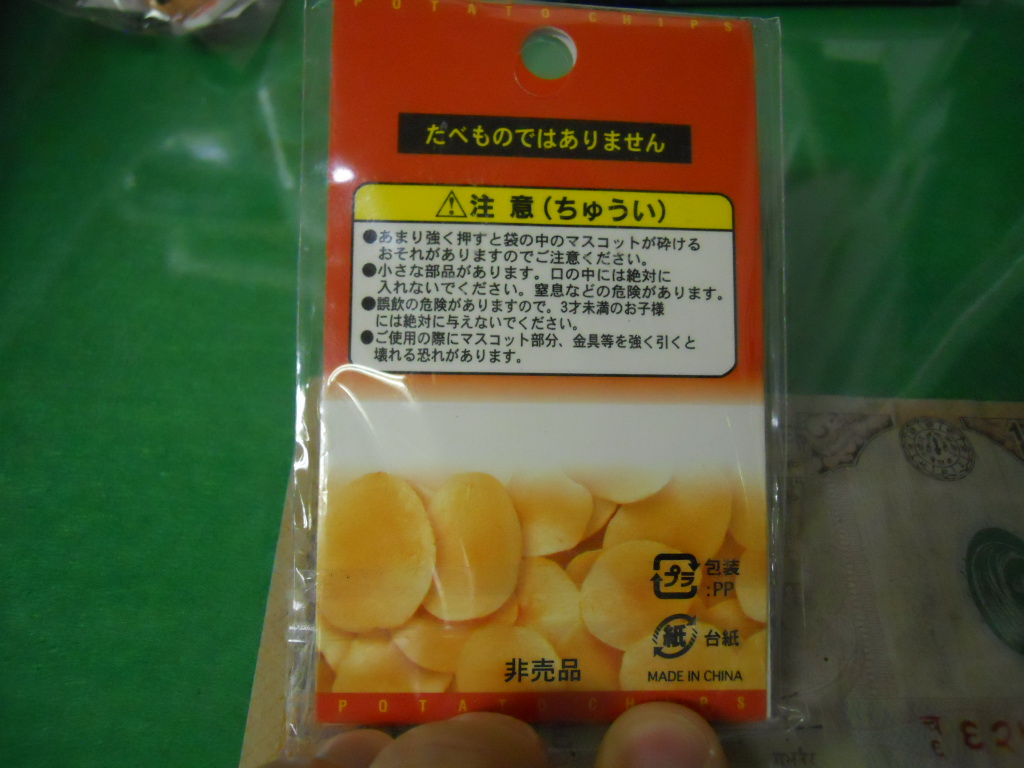 POTATO CHIPS
たべものではありません
⚠注 意(ちゅうい)
●あまり強く押すと袋の中のマスコットが砕ける
おそれがありますのでご注意ください。
●小さな部品があります。口の中には絶対に
入れないでください。窒息などの危険があります。
●誤飲の危険がありますので。3才未満のお子様
には絶対に与えないでください。
●ご使用の際にマスコット部分、金具等を強く引くと
壊れる恐れがあります。
プラ 包装
:PP
紙 台紙
非売品 MADE IN CHINA
POTATO CHIPS